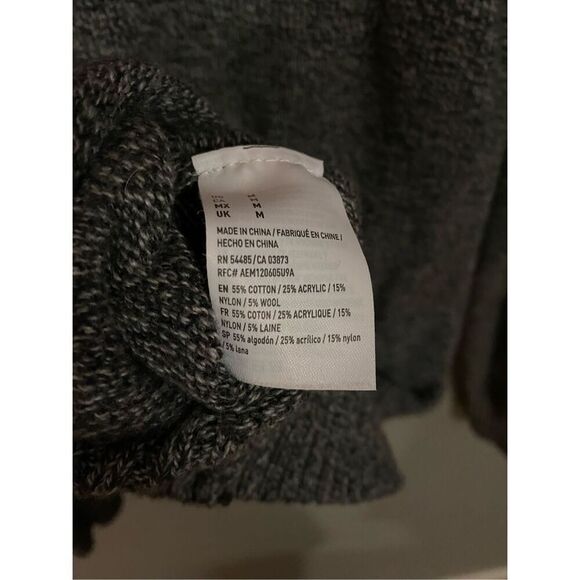 US M
CA M
MX M
UK M
MADE IN CHINA / FABRIQUÉ EN CHINE /
HECHO EN CHINA
RN 54485/CA 03873
RFC# AEM120605U9A
EN 55% COTTON / 25% ACRYLIC / 15%
NYLON / 5% WOOL
FR 55% COTON / 25% ACRYLIQUE / 15%
NYLON / 5% LAINE
SP 55% algodón / 25% acrílico / 15% nylon
/ 5% lana